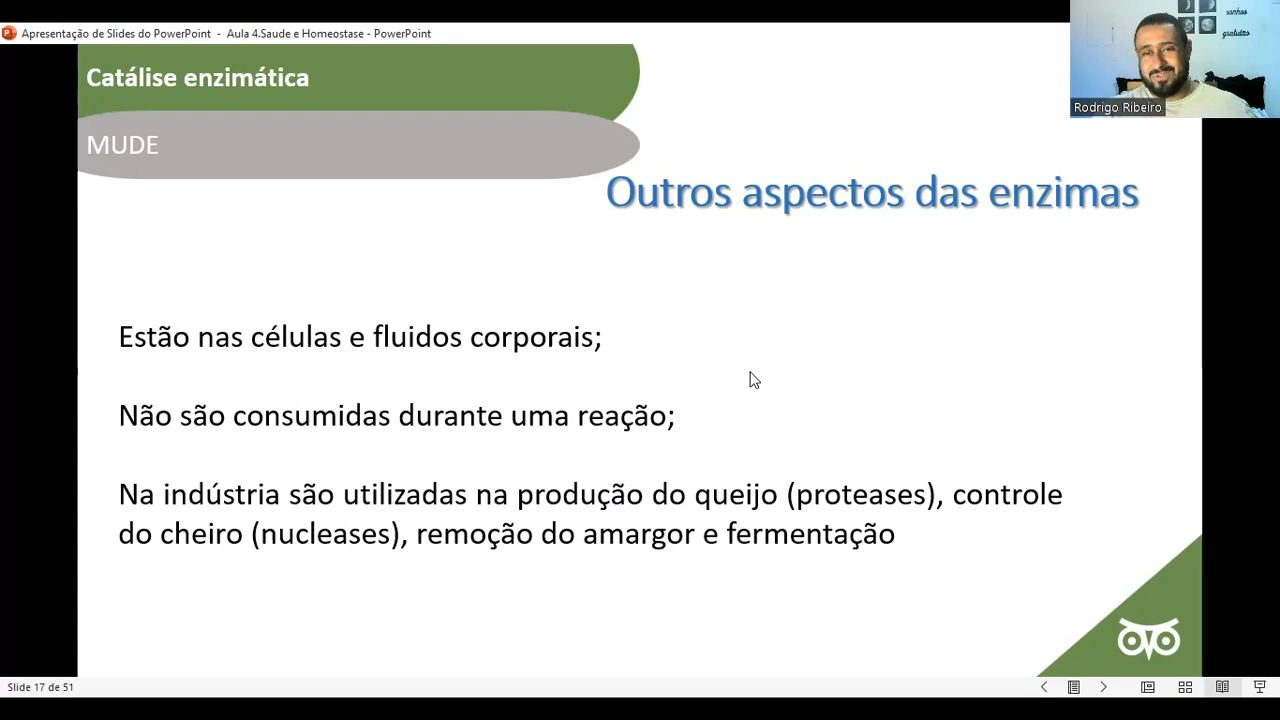 Apresentação de Slides do PowerPoint - Aula 4.Saude e Homeostase - PowerPoint
sonhos
gratidão
Rodrigo Ribeiro
Catálise enzimática
MUDE
Outros aspectos das enzimas
Estão nas células e fluidos corporais;
Não são consumidas durante uma reação;
Na indústria são utilizadas na produção do queijo (proteases), controle
do cheiro (nucleases), remoção do amargor e fermentação
Slide 17 de 51